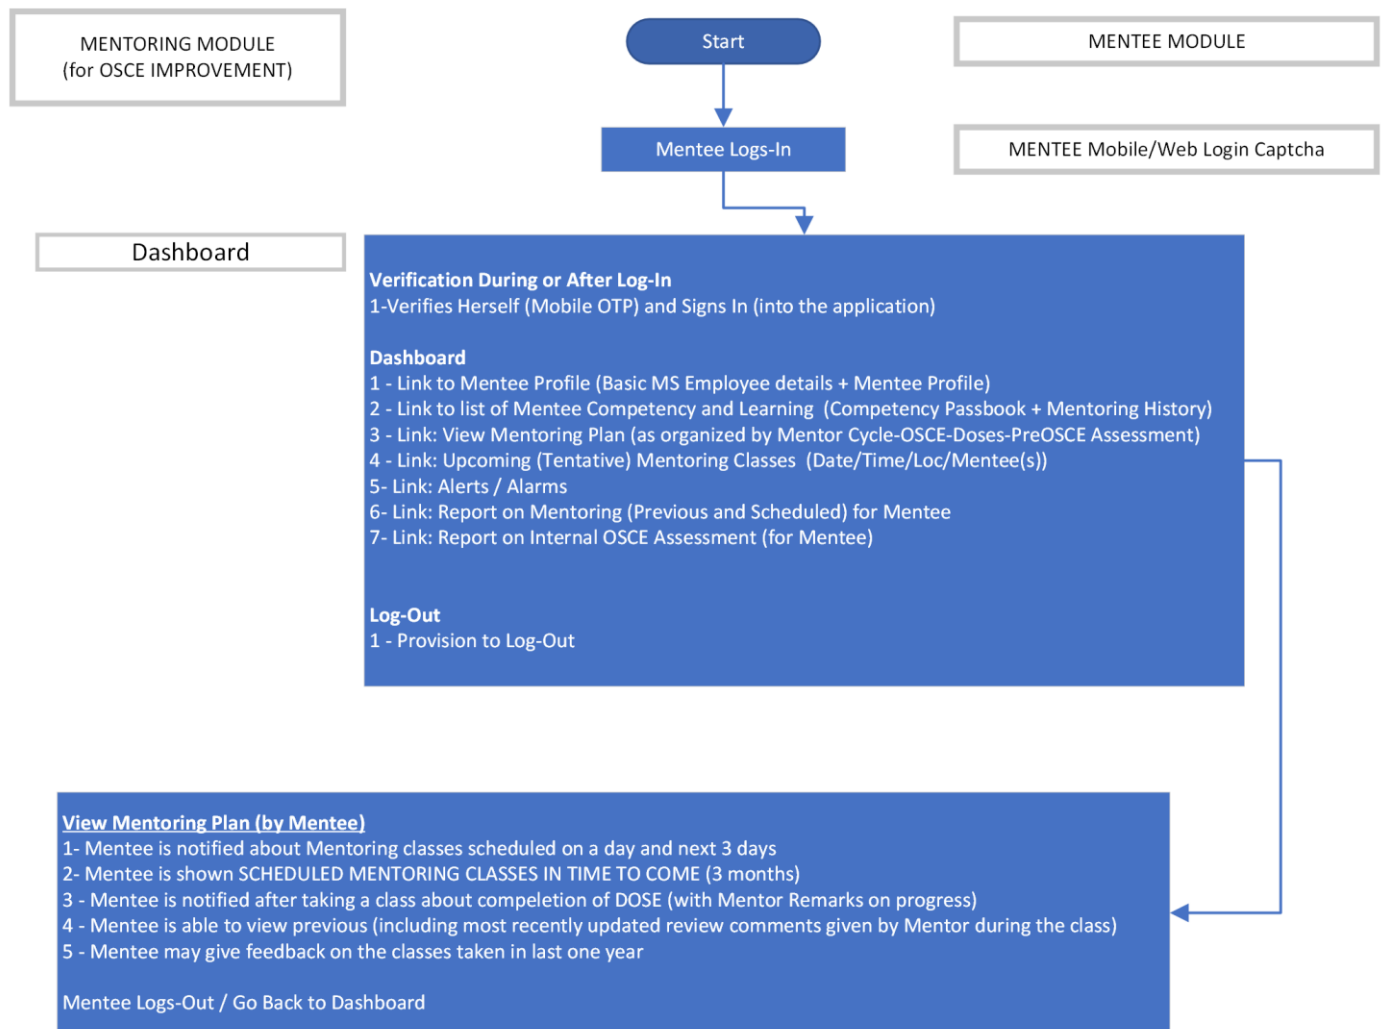 MENTORING MODULE
(for OSCE IMPROVEMENT)
Start
MENTEE MODULE
Mentee Logs-In
MENTEE Mobile/Web Login Captcha
Dashboard
Verification During or After Log-In
1-Verifies Herself (Mobile OTP) and Signs In (into the application)
Dashboard
1 - Link to Mentee Profile (Basic MS Employee details + Mentee Profile)
2 - Link to list of Mentee Competency and Learning  (Competency Passbook + Mentoring History)
3 - Link: View Mentoring Plan (as organized by Mentor Cycle-OSCE-Doses-PreOSCE Assessment)
4 - Link: Upcoming (Tentative) Mentoring Classes  (Date/Time/Loc/Mentee(s))
5- Link: Alerts / Alarms
6- Link: Report on Mentoring (Previous and Scheduled) for Mentee
7- Link: Report on Internal OSCE Assessment (for Mentee)
Log-Out
1 - Provision to Log-Out
View Mentoring Plan (by Mentee)
1- Mentee is notified about Mentoring classes scheduled on a day and next 3 days
2- Mentee is shown SCHEDULED MENTORING CLASSES IN TIME TO COME (3 months)
3 - Mentee is notified after taking a class about compeletion of DOSE (with Mentor Remarks on progress)
4 - Mentee is able to view previous (including most recently updated review comments given by Mentor during the class)
5 - Mentee may give feedback on the classes taken in last one year
Mentee Logs-Out / Go Back to Dashboard